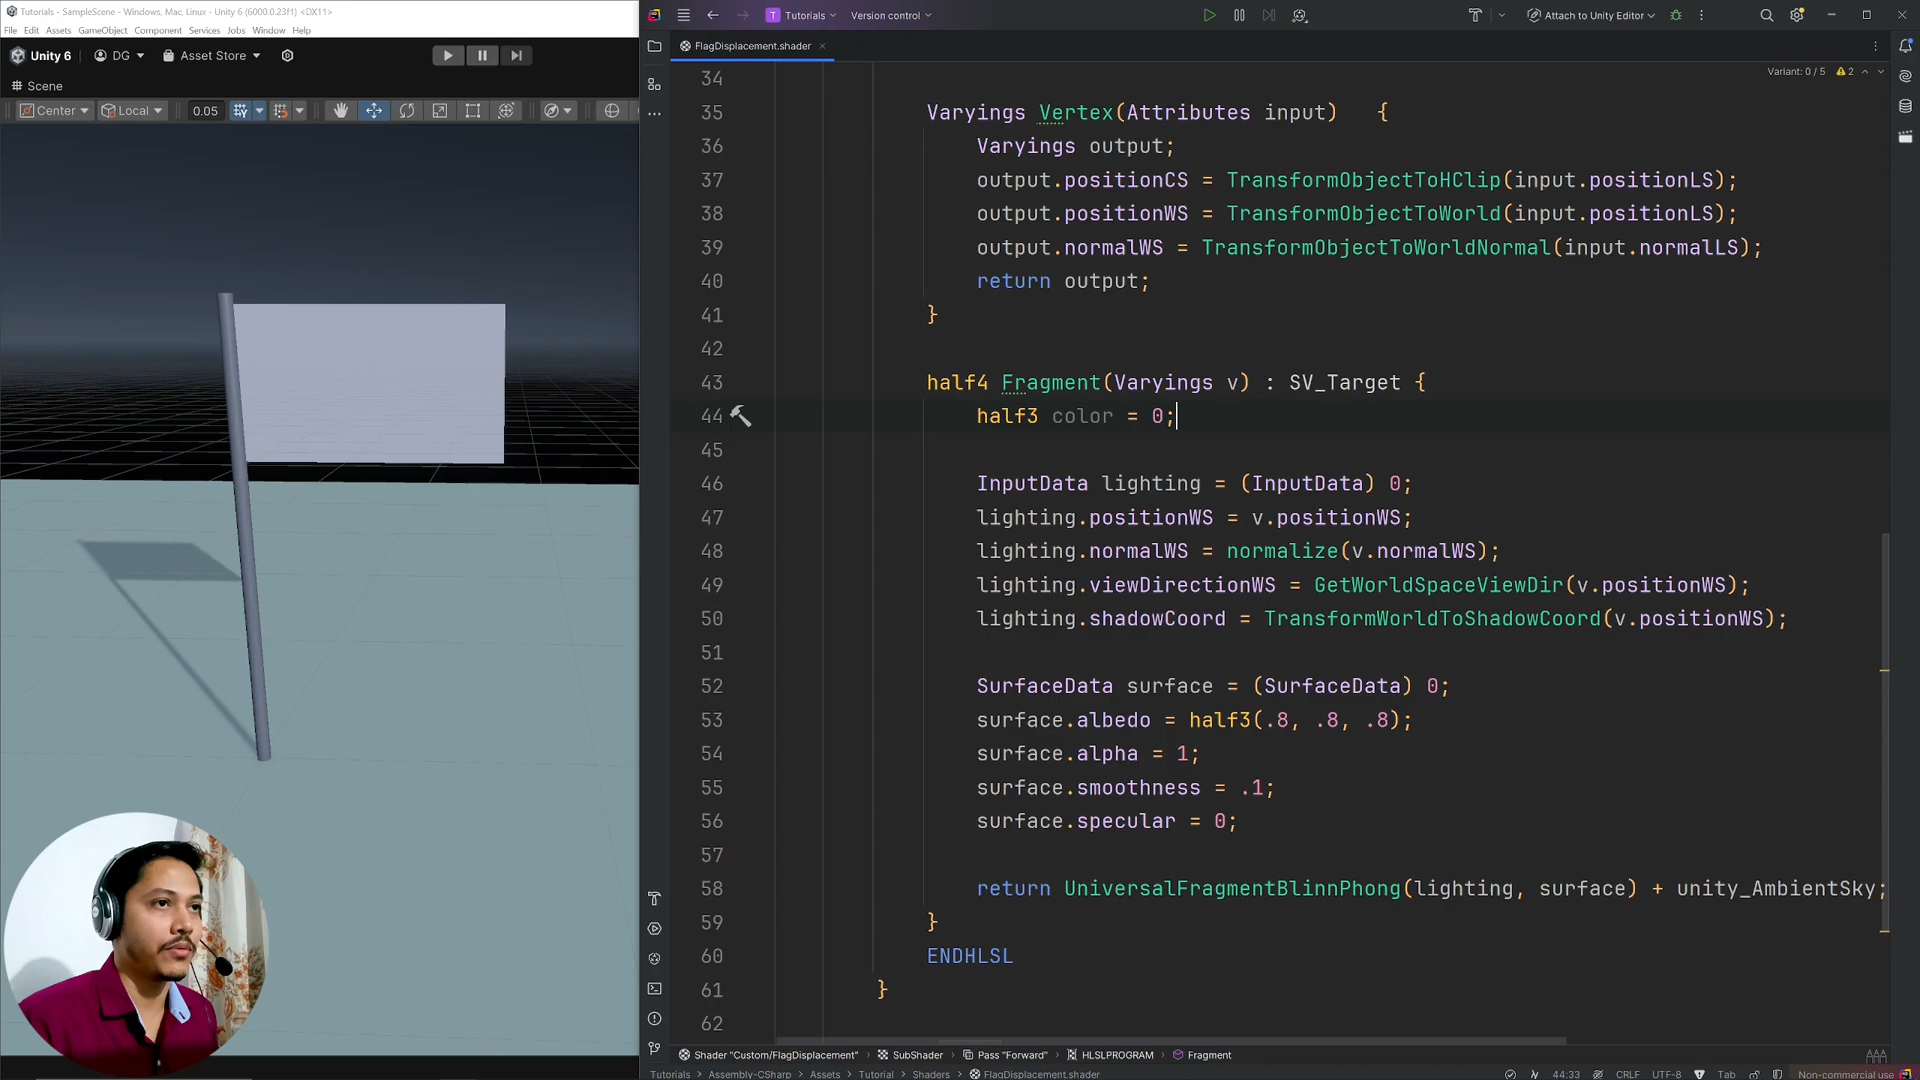 Tutorials - SampleScene - Windows, Mac, Linux - Unity 6 (6000.0.23f1) <DX11>
File Edit Assets GameObject Component Services Jobs Window Help
Unity 6 DG Asset Store
Scene
Center Local 0.05
T Tutorials Version control Attach to Unity Editor
FlagDisplacement.shader
Variant: 0 / 5 2
34
35 Varyings Vertex(Attributes input) {
36 Varyings output;
37 output.positionCS = TransformObjectToHClip(input.positionLS);
38 output.positionWS = TransformObjectToWorld(input.positionLS);
39 output.normalWS = TransformObjectToWorldNormal(input.normalLS);
40 return output;
41 }
42
43 half4 Fragment(Varyings v) : SV_Target {
44 half3 color = 0;
45
46 InputData lighting = (InputData) 0;
47 lighting.positionWS = v.positionWS;
48 lighting.normalWS = normalize(v.normalWS);
49 lighting.viewDirectionWS = GetWorldSpaceViewDir(v.positionWS);
50 lighting.shadowCoord = TransformWorldToShadowCoord(v.positionWS);
51
52 SurfaceData surface = (SurfaceData) 0;
53 surface.albedo = half3(.8, .8, .8);
54 surface.alpha = 1;
55 surface.smoothness = .1;
56 surface.specular = 0;
57
58 return UniversalFragmentBlinnPhong(lighting, surface) + unity_AmbientSky;
59 }
60 ENDHLSL
61 }
62
Shader "Custom/FlagDisplacement" SubShader Pass "Forward" HLSLPROGRAM Fragment
Tutorials Assembly-CSharp Assets Tutorial Shaders FlagDisplacement.shader 44:33 CRLF UTF-8 Tab Non-commercial use